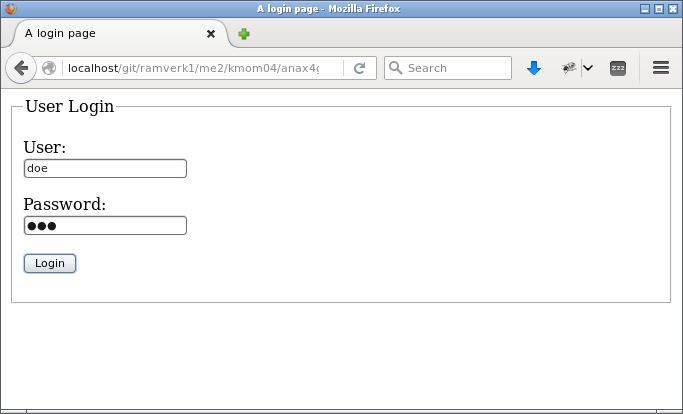 A login page - Mozilla Firefox
A login page
localhost/git/ramverk1/me2/kmom04/anax4g
Search
zzz
User Login
User:
doe
Password:
●●●
Login